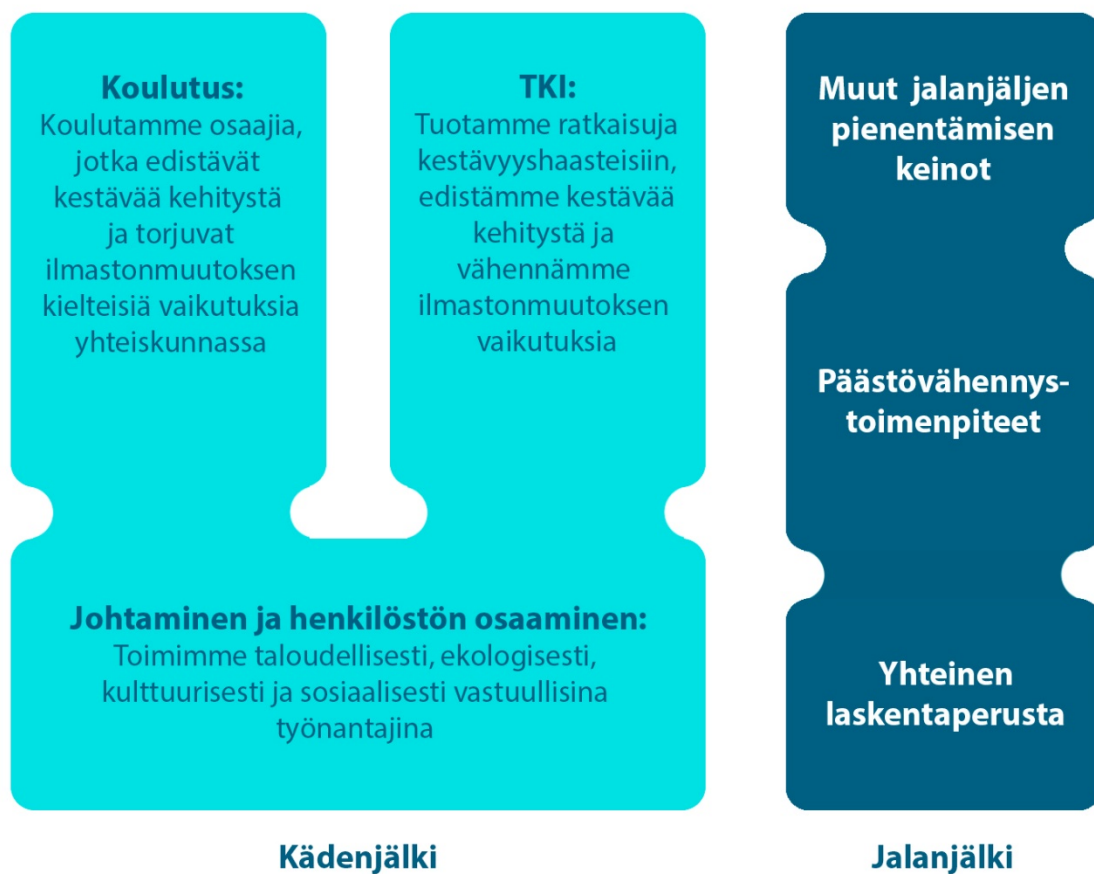 Koulutus:
Koulutamme osaajia,
jotka edistävät
kestävää kehitystä
ja torjuvat
ilmastonmuutoksen
kielteisiä vaikutuksia
yhteiskunnassa
TKI:
Tuotamme ratkaisuja
kestävyyshaasteisiin,
edistämme kestävää
kehitystä ja
vähennämme
ilmastonmuutoksen
vaikutuksia
Johtaminen ja henkilöstön osaaminen:
Toimimme taloudellisesti, ekologisesti,
kulttuurisesti ja sosiaalisesti vastuullisina
työnantajina
Kädenjälki
Muut jalanjäljen
pienentämisen
keinot
Päästövähennys-
toimenpiteet
Yhteinen
laskentaperusta
Jalanjälki